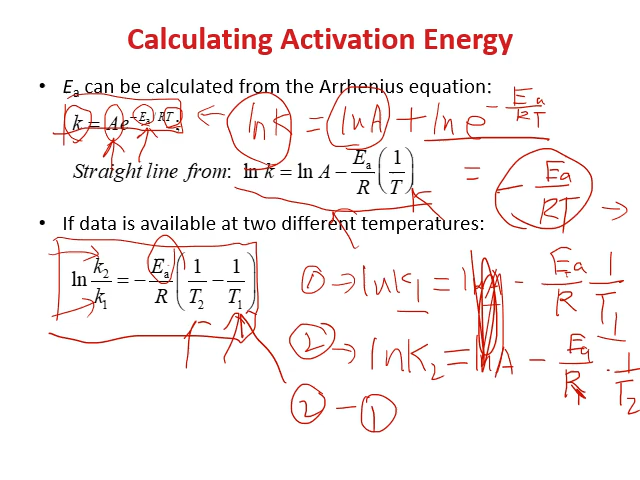 Calculating Activation Energy
• Eₐ can be calculated from the Arrhenius equation:
k = Ae^(−Eₐ/RT) ← ln K = ln A + ln e^(−Ea/RT)
Straight line from: ln k = ln A − Eₐ/R (1/T) = − Ea/RT →
• If data is available at two different temperatures:
ln k₂/k₁ = − Eₐ/R (1/T₂ − 1/T₁)
① → ln K₁ = ln A − Ea/R 1/T₁
② → ln K₂ = ln A − Ea/R · 1/T₂
② − ①